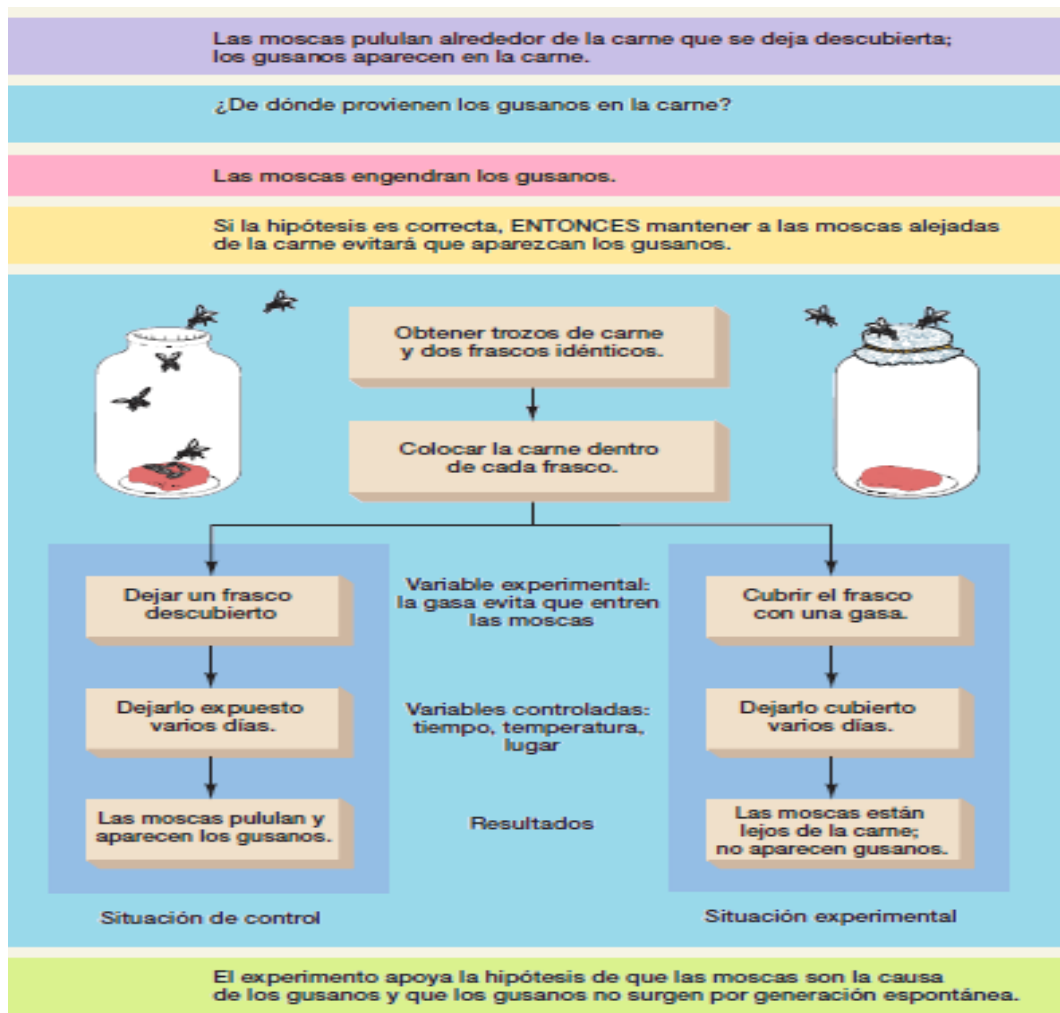 Las moscas pululan alrededor de la carne que se deja descubierta;
los gusanos aparecen en la carne.
¿De dónde provienen los gusanos en la carne?
Las moscas engendran los gusanos.
Si la hipótesis es correcta, ENTONCES mantener a las moscas alejadas
de la carne evitará que aparezcan los gusanos.
Obtener trozos de carne
y dos frascos idénticos.
Colocar la carne dentro
de cada frasco.
Dejar un frasco
descubierto
Variable experimental:
la gasa evita que entren
las moscas
Cubrir el frasco
con una gasa.
Dejarlo expuesto
varios días.
Variables controladas:
tiempo, temperatura,
lugar
Dejarlo cubierto
varios días.
Las moscas pululan y
aparecen los gusanos.
Resultados
Las moscas están
lejos de la carne;
no aparecen gusanos.
Situación de control
Situación experimental
El experimento apoya la hipótesis de que las moscas son la causa
de los gusanos y que los gusanos no surgen por generación espontánea.